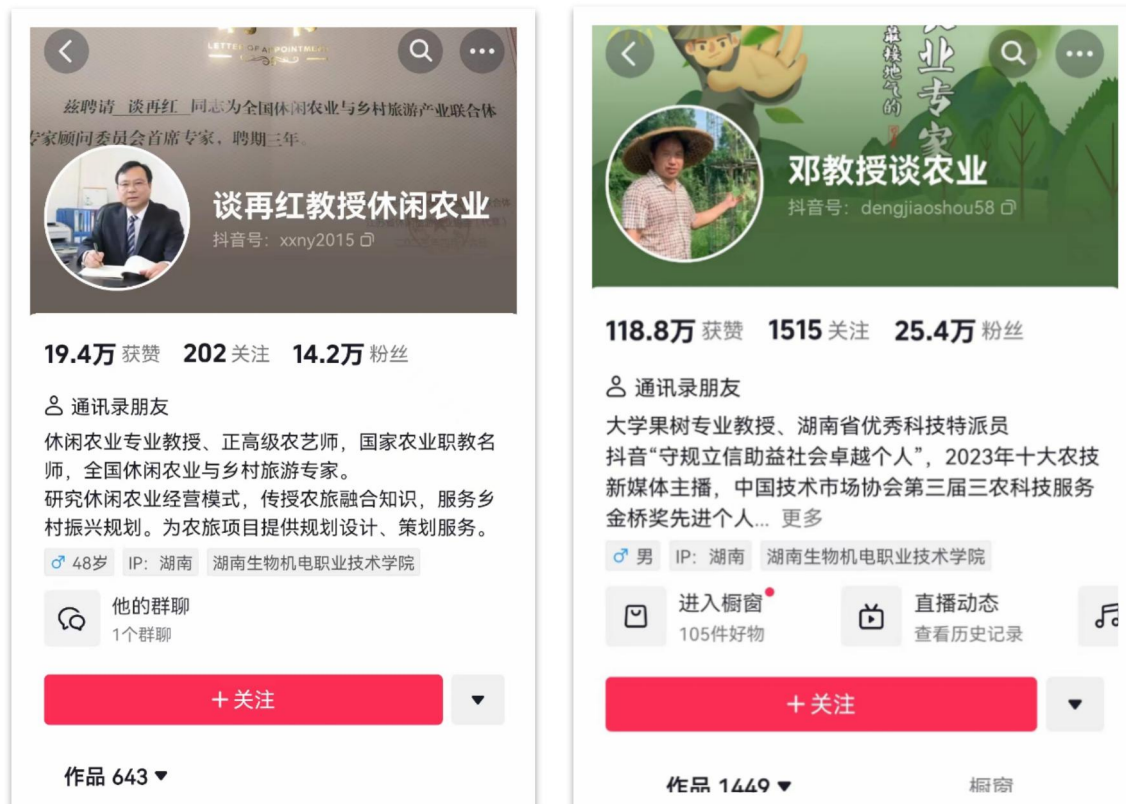 LETTER OF APPOINTMENT
兹聘请 谈再红 同志为全国休闲农业与乡村旅游产业联合体
专家顾问委员会首席专家，聘期三年。
谈再红教授休闲农业
抖音号：xxny2015
19.4万 获赞 202 关注 14.2万 粉丝
通讯录朋友
休闲农业专业教授、正高级农艺师，国家农业职教名
师，全国休闲农业与乡村旅游专家。
研究休闲农业经营模式，传授农旅融合知识，服务乡
村振兴规划。为农旅项目提供规划设计、策划服务。
♂ 48岁 IP：湖南 湖南生物机电职业技术学院
他的群聊
1个群聊
＋关注
作品 643
最接地气的
业专家
邓教授谈农业
抖音号：dengjiaoshou58
118.8万 获赞 1515 关注 25.4万 粉丝
通讯录朋友
大学果树专业教授、湖南省优秀科技特派员
抖音“守规立信助益社会卓越个人”，2023年十大农技
新媒体主播，中国技术市场协会第三届三农科技服务
金桥奖先进个人... 更多
♂ 男 IP：湖南 湖南生物机电职业技术学院
进入橱窗
105件好物
直播动态
查看历史记录
＋关注
作品 1449
橱窗